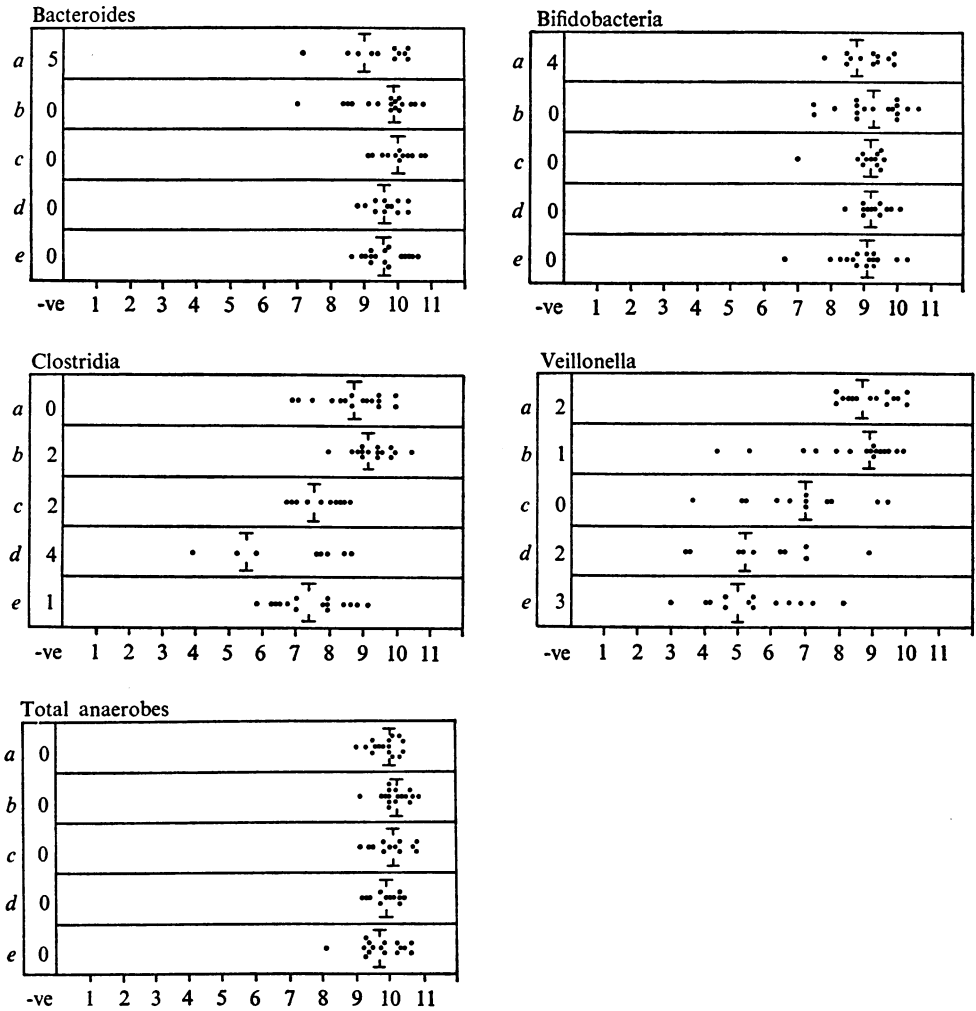 Bacteroides
a 5
b 0
c 0
d 0
e 0
-ve 1 2 3 4 5 6 7 8 9 10 11
Bifidobacteria
a 4
b 0
c 0
d 0
e 0
-ve 1 2 3 4 5 6 7 8 9 10 11
Clostridia
a 0
b 2
c 2
d 4
e 1
-ve 1 2 3 4 5 6 7 8 9 10 11
Veillonella
a 2
b 1
c 0
d 2
e 3
-ve 1 2 3 4 5 6 7 8 9 10 11
Total anaerobes
a 0
b 0
c 0
d 0
e 0
-ve 1 2 3 4 5 6 7 8 9 10 11